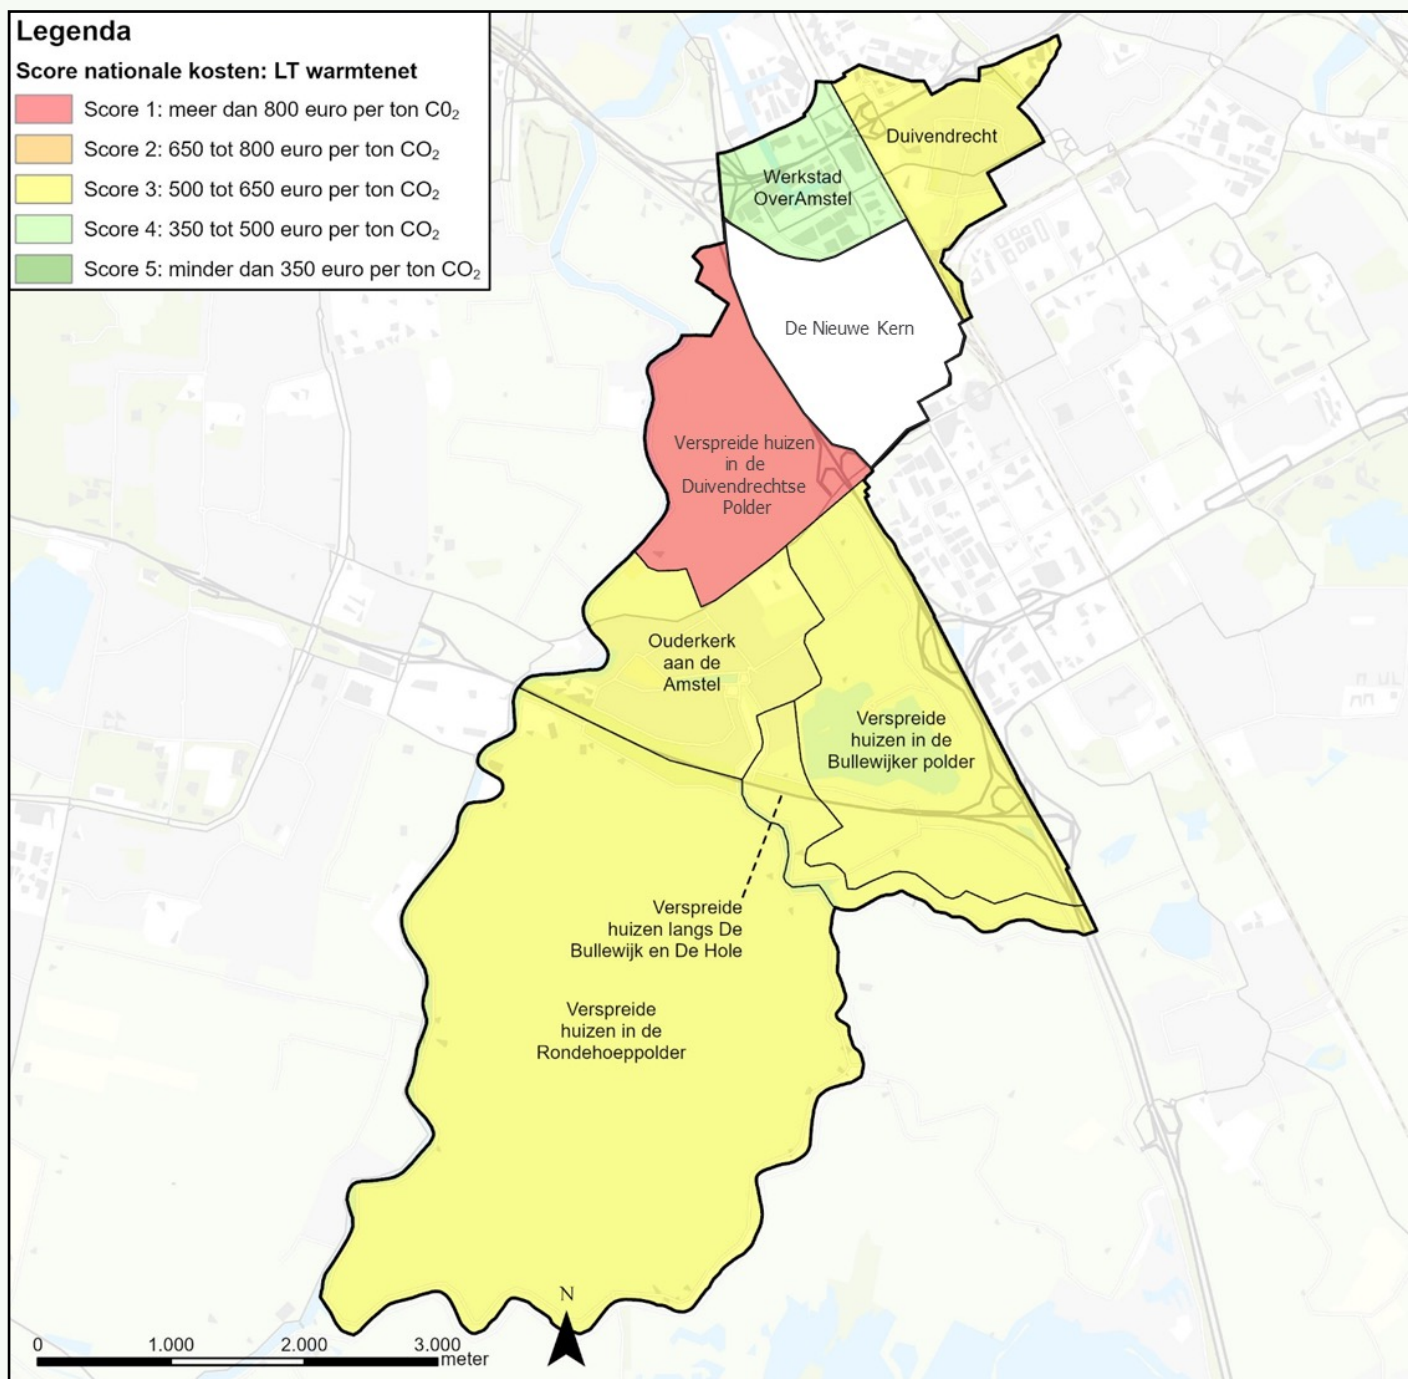 Legenda
Score nationale kosten: LT warmtenet
Score 1: meer dan 800 euro per ton C0₂
Score 2: 650 tot 800 euro per ton CO₂
Score 3: 500 tot 650 euro per ton CO₂
Score 4: 350 tot 500 euro per ton CO₂
Score 5: minder dan 350 euro per ton CO₂
Duivendrecht
Werkstad
OverAmstel
De Nieuwe Kern
Verspreide huizen
in de
Duivendrechtse
Polder
Ouderkerk
aan de
Amstel
Verspreide
huizen in de
Bullewijker polder
Verspreide
huizen langs De
Bullewijk en De Hole
Verspreide
huizen in de
Rondehoeppolder
N
0 1.000 2.000 3.000
meter